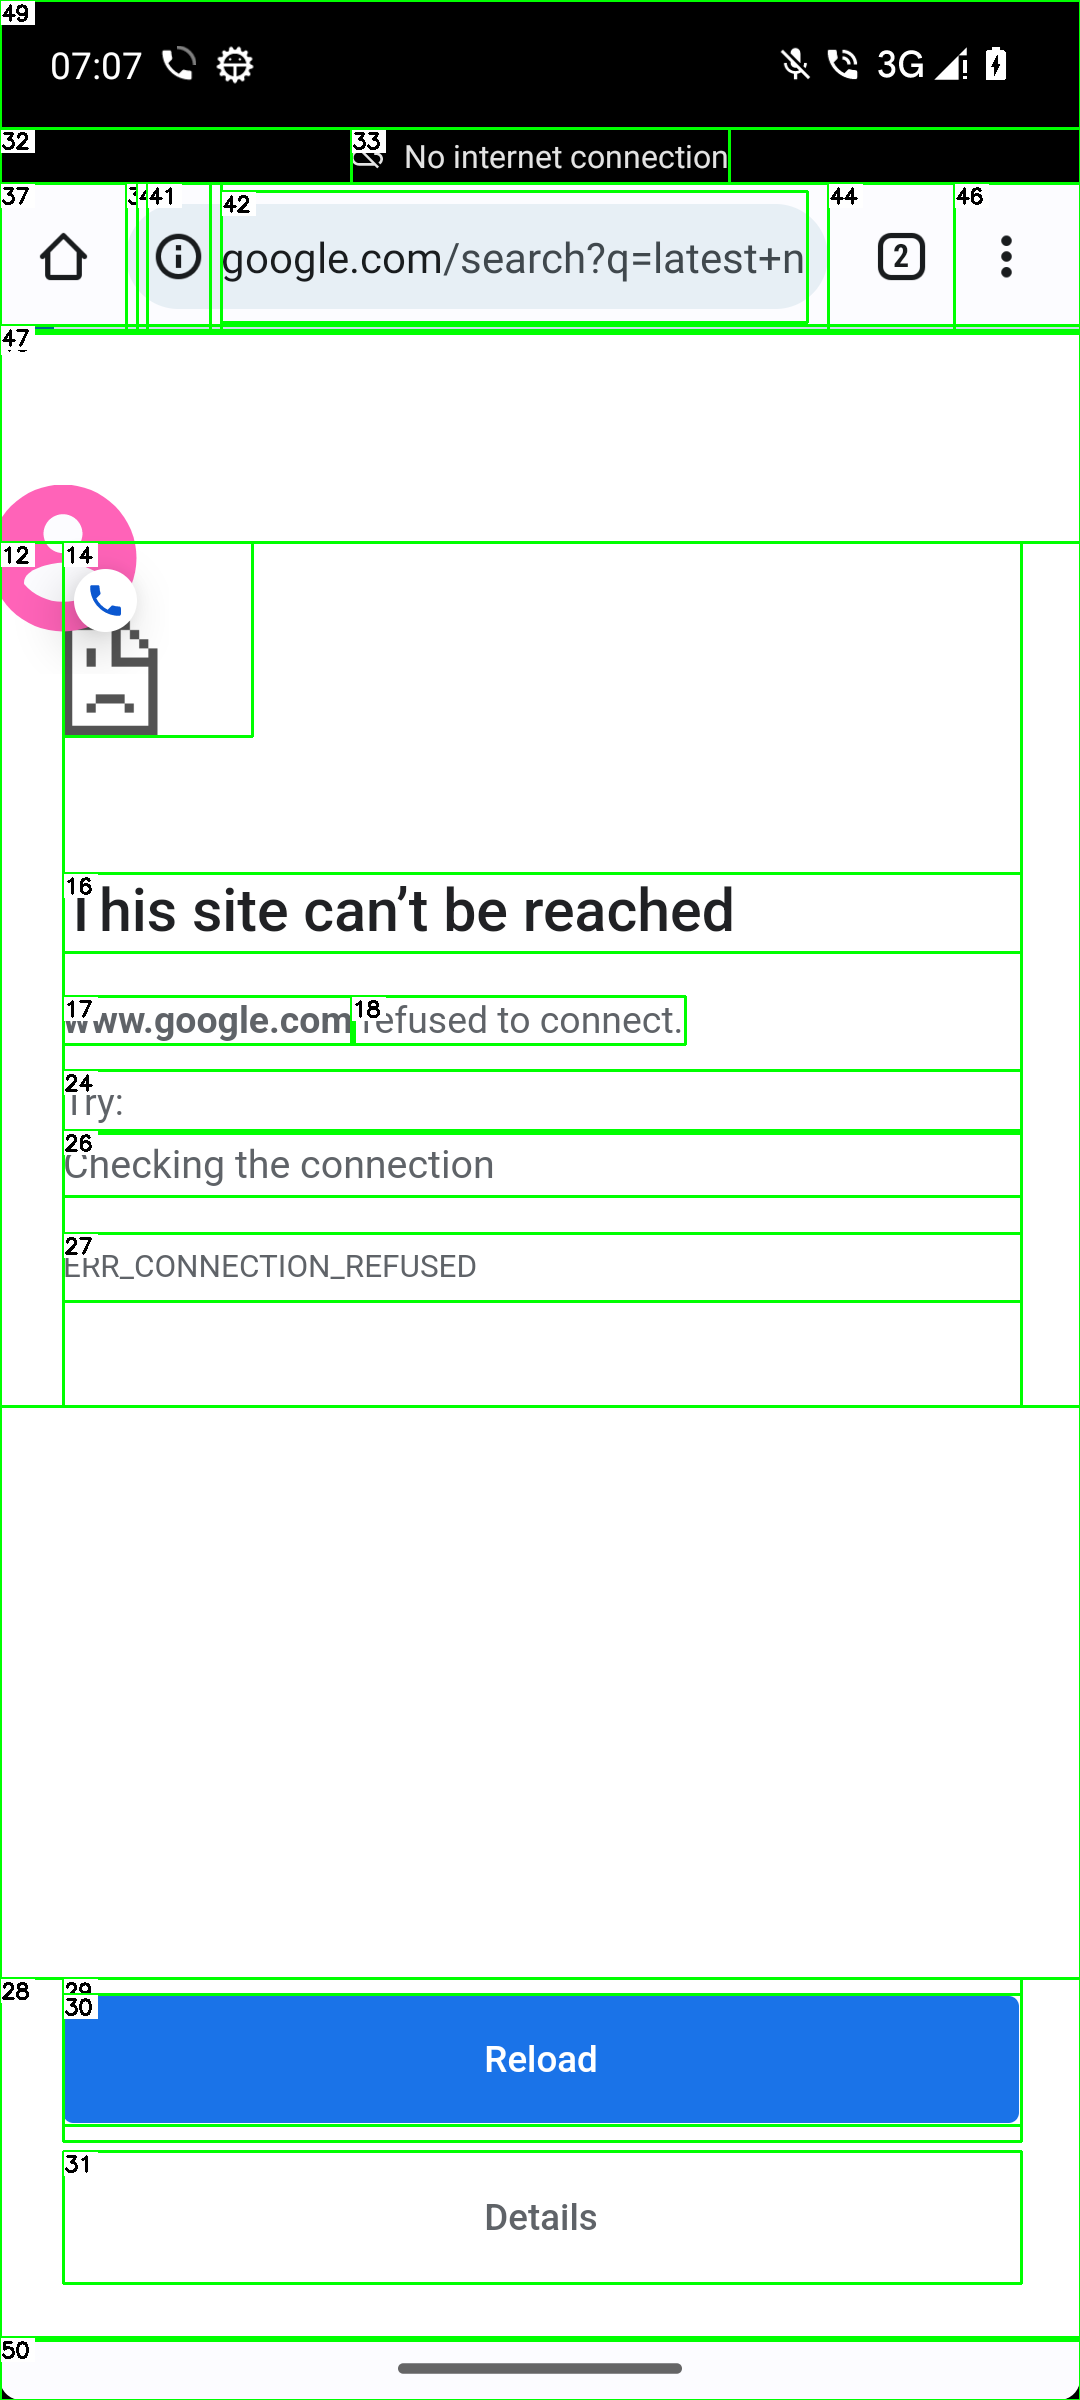 07:07 3G
No internet connection
google.com/search?q=latest+n
2
This site can’t be reached
www.google.com refused to connect.
Try:
Checking the connection
ERR_CONNECTION_REFUSED
Reload
Details
49
32
33
37
41
42
44
46
47
12
14
16
17
18
24
26
27
28
29
30
31
50